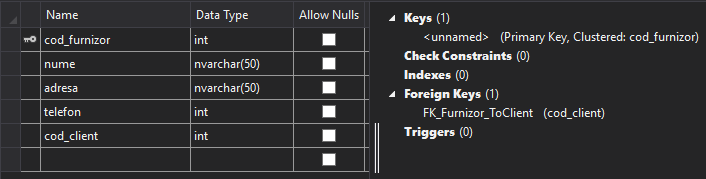 Name Data Type Allow Nulls
cod_furnizor int
nume nvarchar(50)
adresa nvarchar(50)
telefon int
cod_client int
Keys (1)
<unnamed> (Primary Key, Clustered: cod_furnizor)
Check Constraints (0)
Indexes (0)
Foreign Keys (1)
FK_Furnizor_ToClient (cod_client)
Triggers (0)